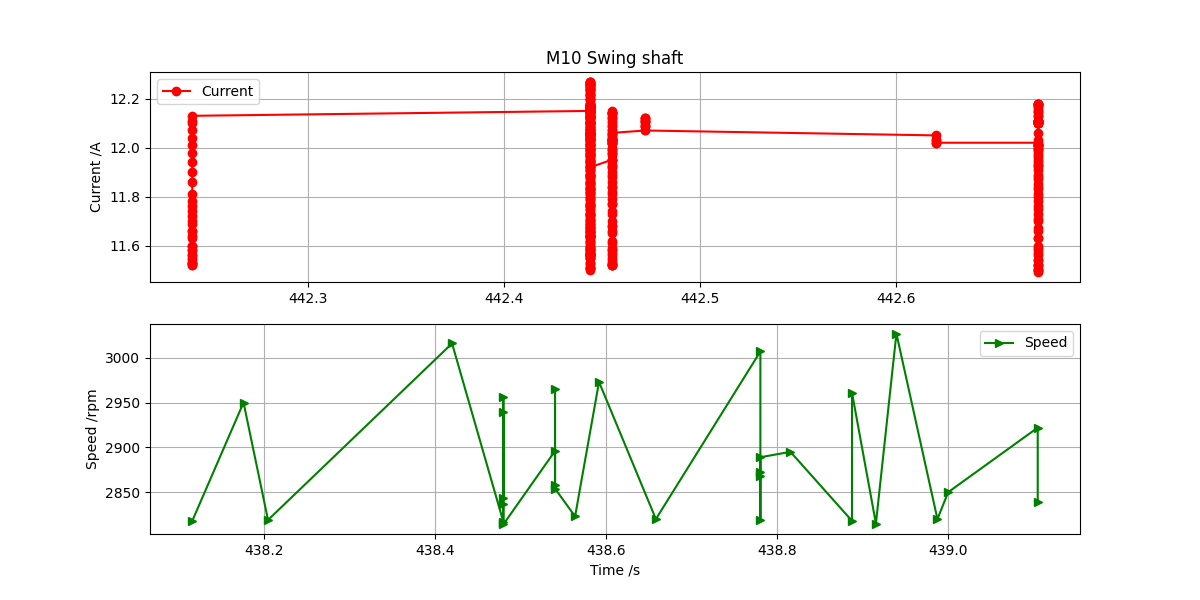 M10 Swing shaft
Current
Current /A
12.2
12.0
11.8
11.6
442.3 442.4 442.5 442.6
Speed
Speed /rpm
3000
2950
2900
2850
438.2 438.4 438.6 438.8 439.0
Time /s